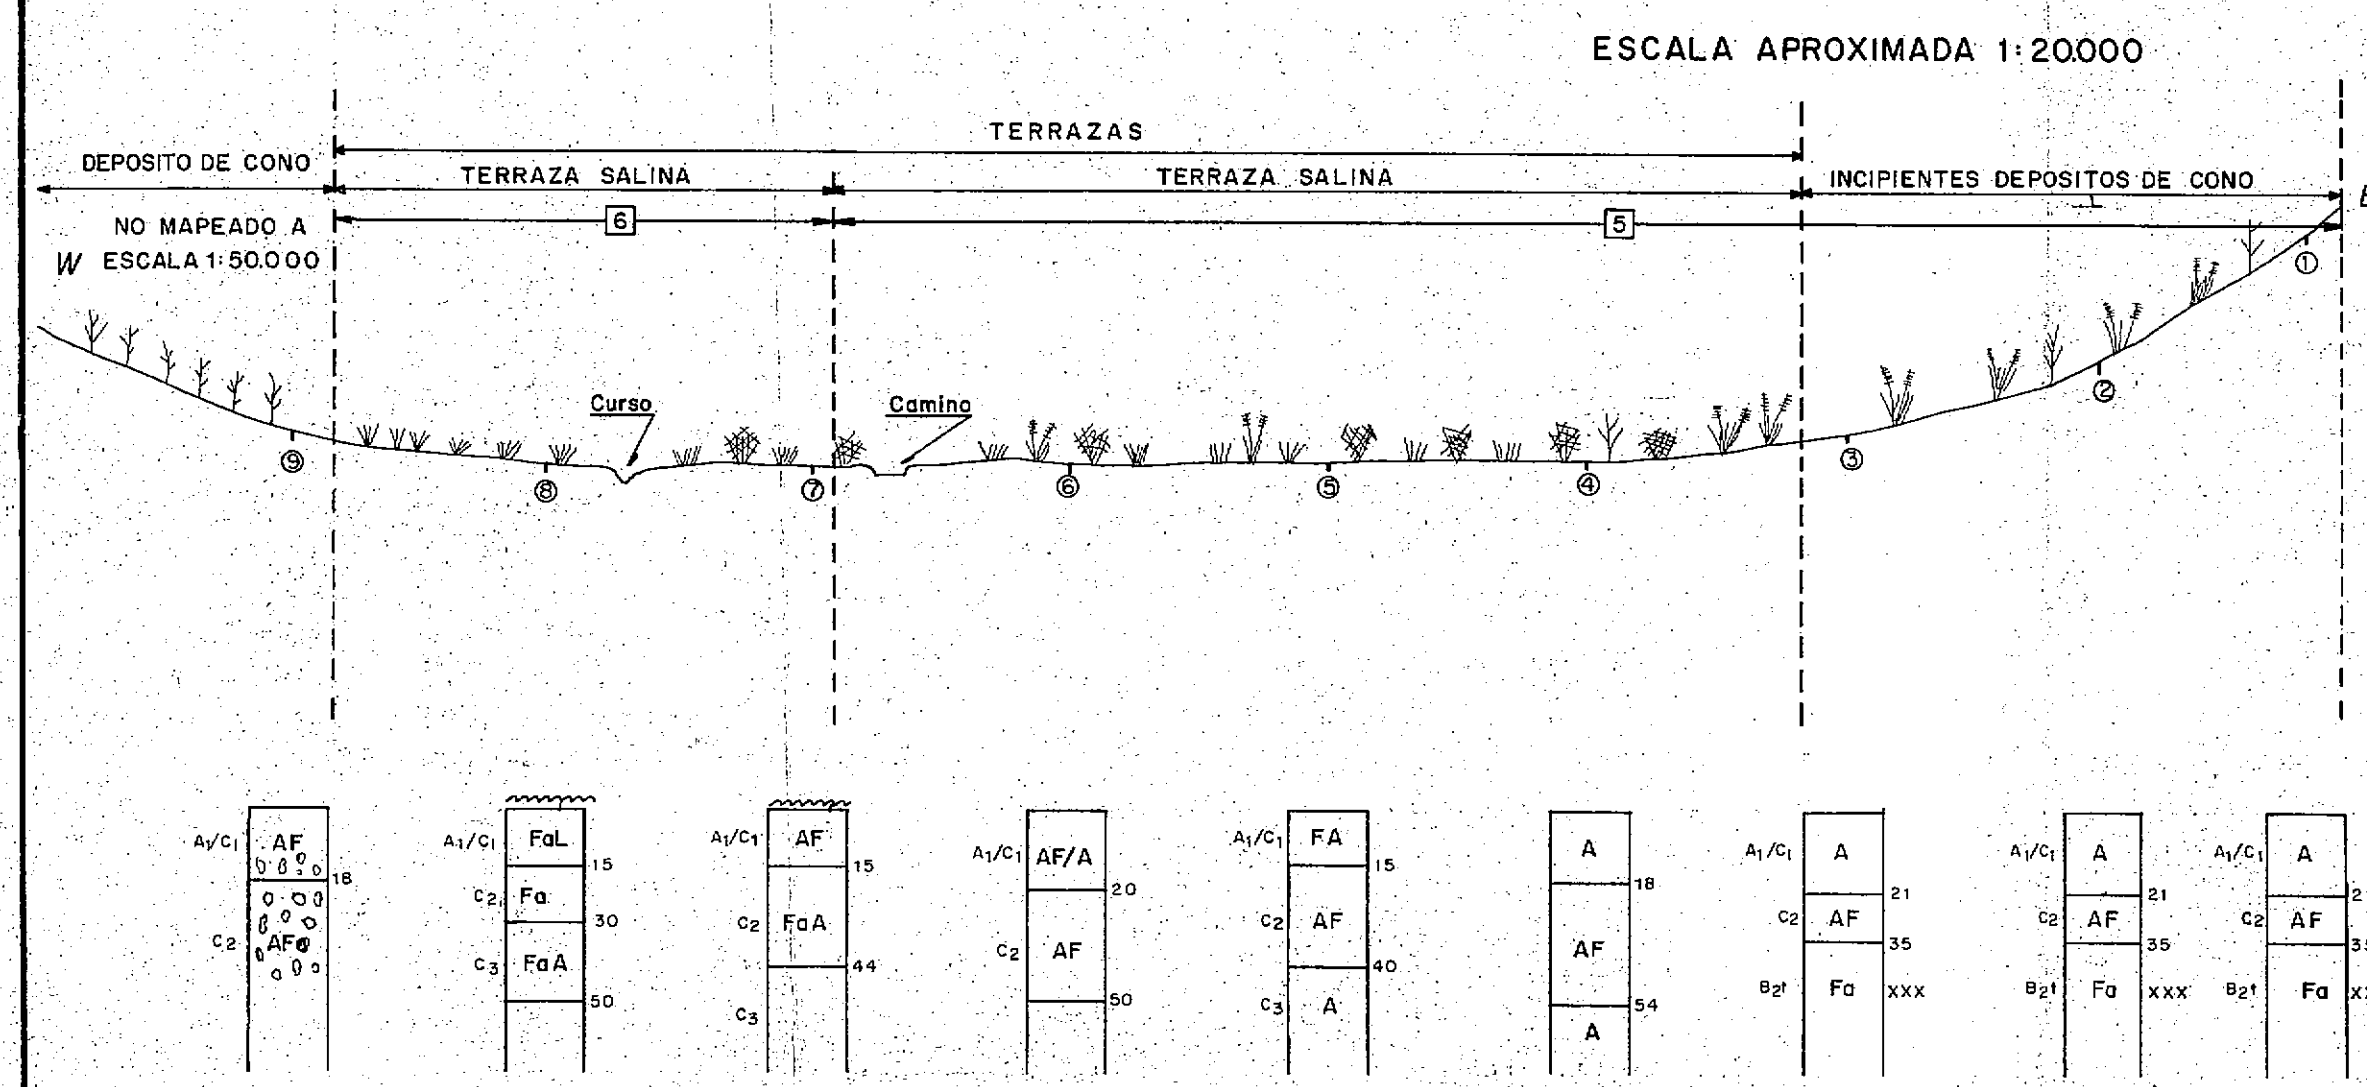 ESCALA APROXIMADA 1:20.000
TERRAZAS
DEPOSITO DE CONO
TERRAZA SALINA
TERRAZA SALINA
INCIPIENTES DEPOSITOS DE CONO
NO MAPEADO A
ESCALA 1:50.000
W
6
5
1
2
3
4
5
6
7
8
9
Curso
Camino
A1/C1 AF 18
C2 AFa
A1/C1 FaL 15
C2 Fa 30
C3 FaA 50
A1/C1 AF 15
C2 FaA 44
C3
A1/C1 AF/A 20
C2 AF 50
A1/C1 FA 15
C2 AF 40
C3 A
A 18
AF 54
A
A1/C1 A 21
C2 AF 35
B2t Fa xxx
A1/C1 A 21
C2 AF 35
B2t Fa xxx
A1/C1 A
C2 AF
B2t Fa